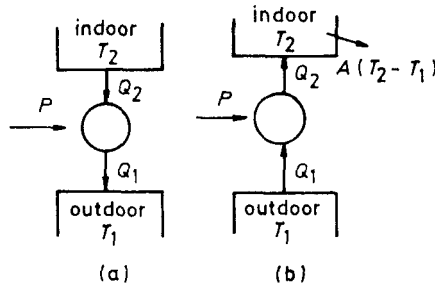 indoor
T₂
Q₂
P
Q₁
outdoor
T₁
(a)
indoor
T₂
A(T₂ – T₁)
Q₂
P
Q₁
outdoor
T₁
(b)